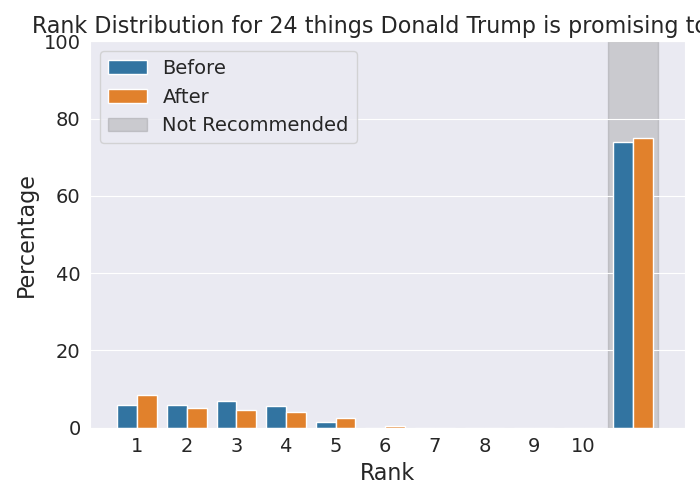 Rank Distribution for 24 things Donald Trump is promising to
100
80
60
40
20
0
Percentage
Before
After
Not Recommended
1 2 3 4 5 6 7 8 9 10
Rank